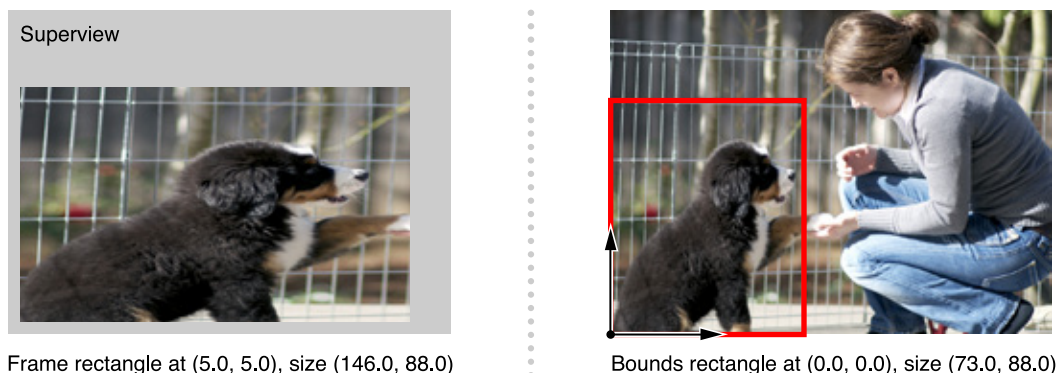 Superview
Frame rectangle at (5.0, 5.0), size (146.0, 88.0)
Bounds rectangle at (0.0, 0.0), size (73.0, 88.0)